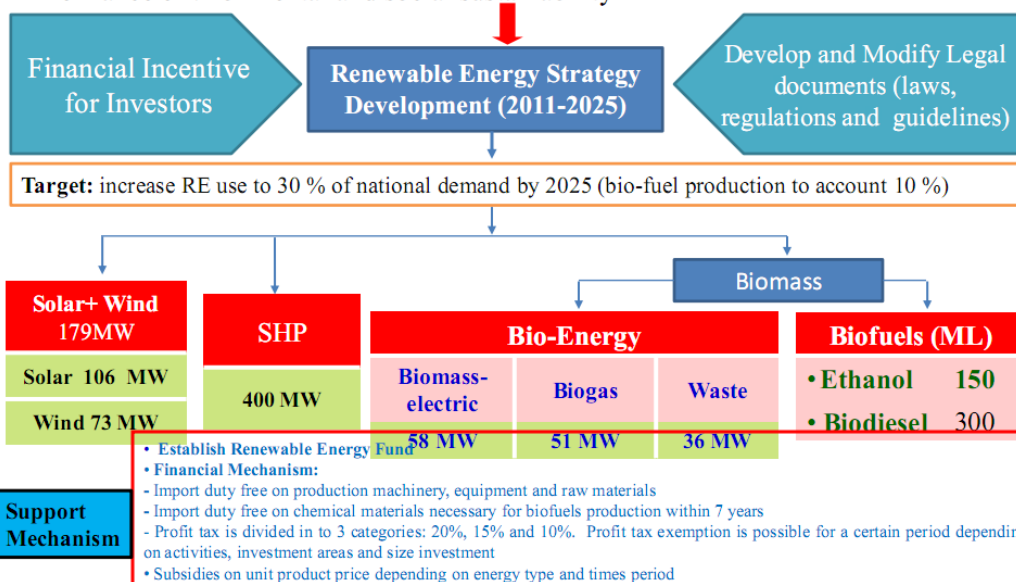 Financial Incentive
for Investors
Renewable Energy Strategy
Development (2011-2025)
Develop and Modify Legal
documents (laws,
regulations and guidelines)
Target: increase RE use to 30 % of national demand by 2025 (bio-fuel production to account 10 %)
Biomass
Solar+ Wind
179MW
Solar 106 MW
Wind 73 MW
SHP
400 MW
Bio-Energy
Biomass-
electric
58 MW
Biogas
51 MW
Waste
36 MW
Biofuels (ML)
• Ethanol 150
• Biodiesel 300
Support
Mechanism
• Establish Renewable Energy Fund
• Financial Mechanism:
- Import duty free on production machinery, equipment and raw materials
- Import duty free on chemical materials necessary for biofuels production within 7 years
- Profit tax is divided in to 3 categories: 20%, 15% and 10%. Profit tax exemption is possible for a certain period dependin
on activities, investment areas and size investment
• Subsidies on unit product price depending on energy type and times period